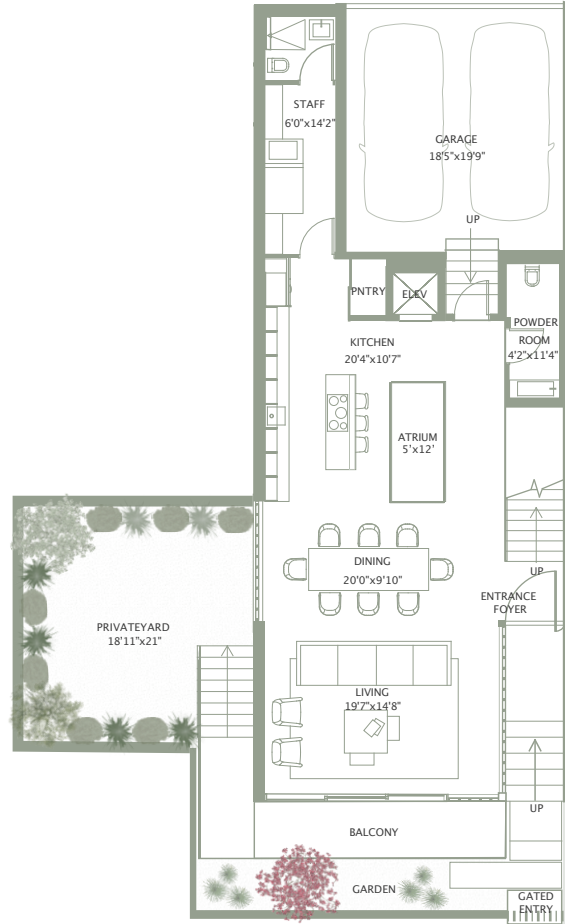 STAFF
6'0"x14'2"
GARAGE
18'5"x19'9"
UP
PNTRY
ELEV
POWDER
ROOM
4'2"x11'4"
KITCHEN
20'4"x10'7"
ATRIUM
5'x12'
DINING
20'0"x9'10"
UP
ENTRANCE
FOYER
PRIVATEYARD
18'11"x21"
LIVING
19'7"x14'8"
UP
BALCONY
GARDEN
GATED
ENTRY